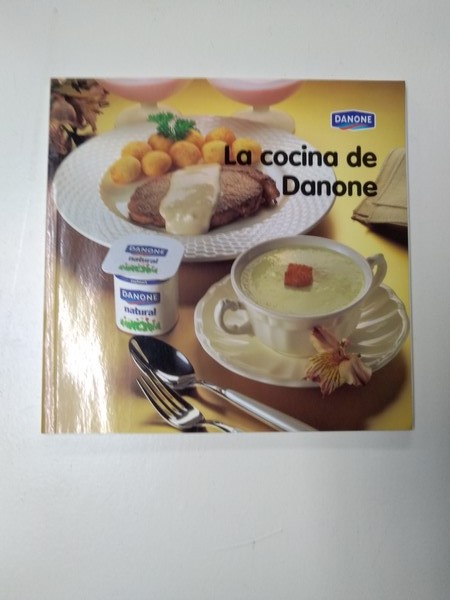 DANONE
La cocina de
Danone
DANONE
natural
DANONE
natural